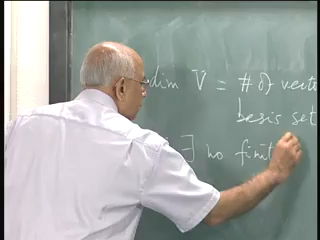 dim V = # of vecto
basis set
∃ no finit